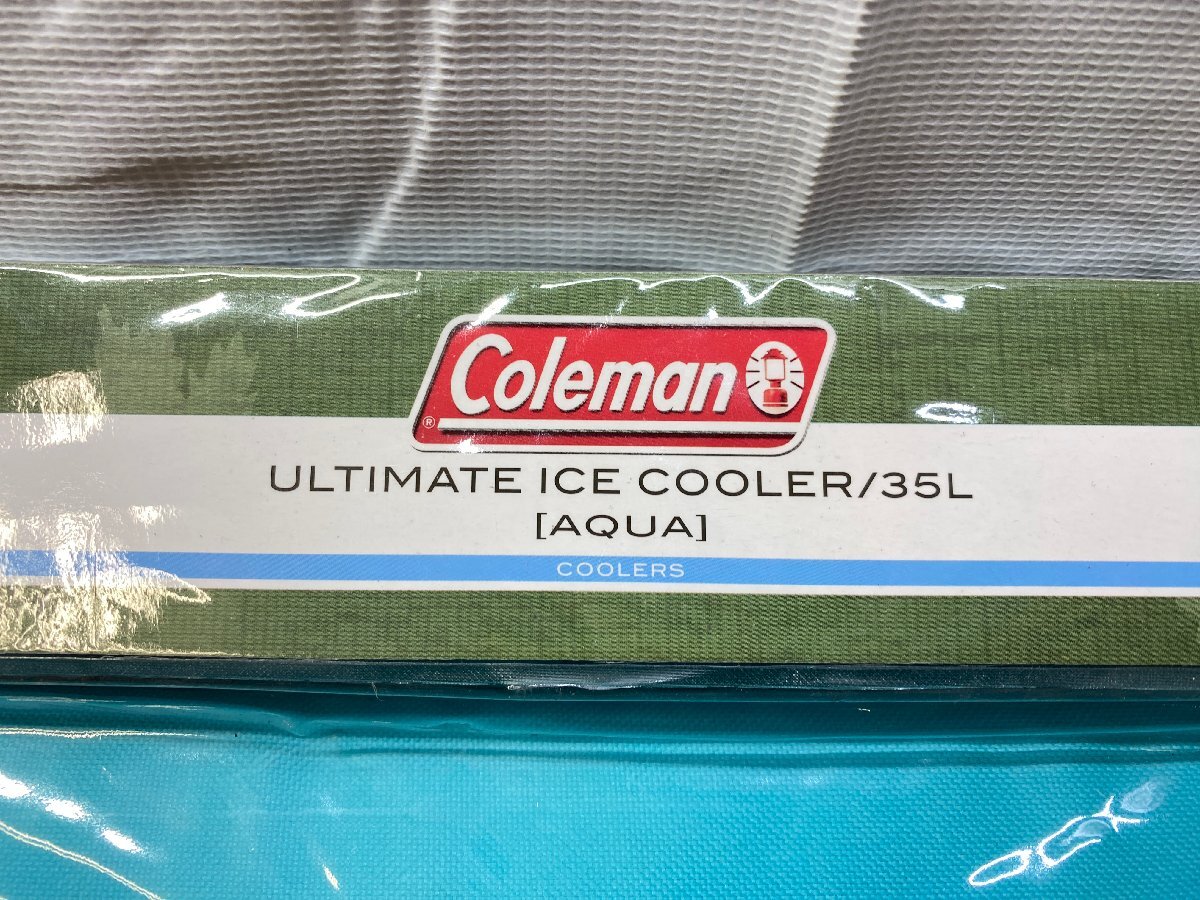 Coleman
®
ULTIMATE ICE COOLER/35L
[AQUA]
COOLERS